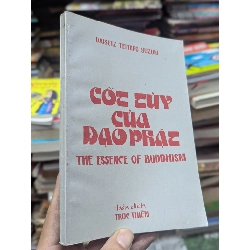 DAISETZ TEITARO SUZUKI
CỐT TỦY
CỦA
ĐẠO PHẬT
THE ESSENCE OF BUDDHISM
TRÚC THIÊN